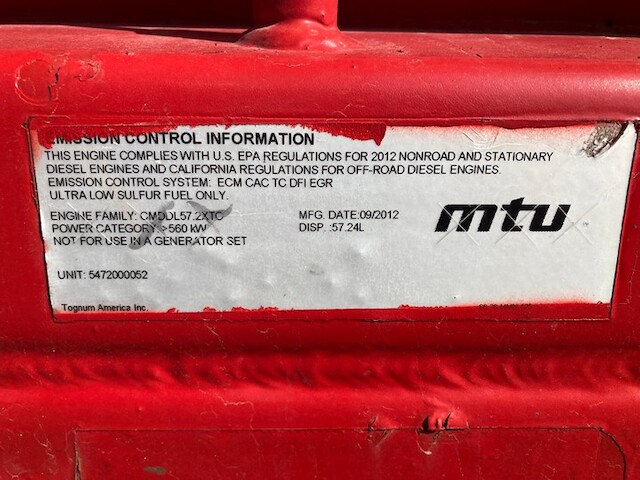 EMISSION CONTROL INFORMATION
THIS ENGINE COMPLIES WITH U.S. EPA REGULATIONS FOR 2012 NONROAD AND STATIONARY
DIESEL ENGINES AND CALIFORNIA REGULATIONS FOR OFF-ROAD DIESEL ENGINES.
EMISSION CONTROL SYSTEM: ECM CAC TC DFI EGR
ULTRA LOW SULFUR FUEL ONLY.
ENGINE FAMILY: CMDDL57.2XTC MFG. DATE:09/2012
POWER CATEGORY: >560 kW DISP.:57.24L
NOT FOR USE IN A GENERATOR SET
mtu
UNIT: 5472000052
Tognum America Inc.